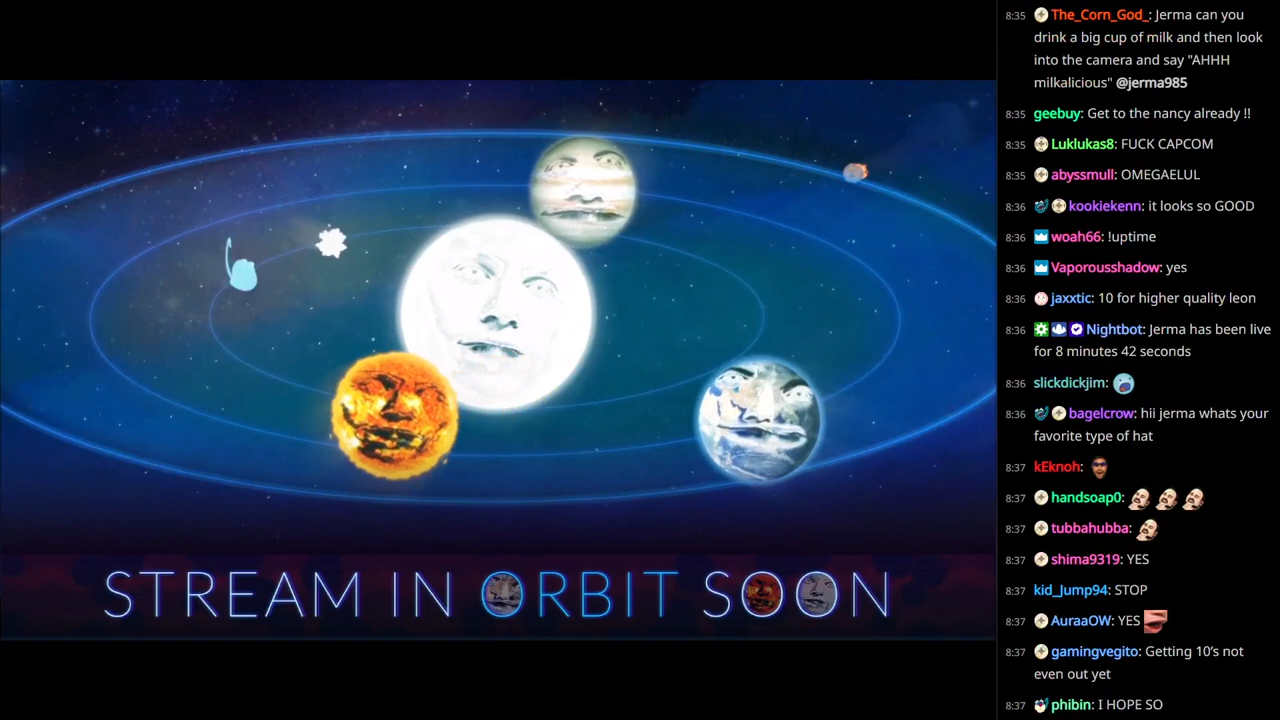 STREAM IN ORBIT SOON
8:35 The_Corn_God_: Jerma can you
drink a big cup of milk and then look
into the camera and say "AHHH
milkalicious" @jerma985
8:35 geebuy: Get to the nancy already !!
8:35 Luklukas8: FUCK CAPCOM
8:35 abyssmull: OMEGAELUL
8:36 kookiekenn: it looks so GOOD
8:36 woah66: !uptime
8:36 Vaporousshadow: yes
8:36 jaxxtic: 10 for higher quality leon
8:36 Nightbot: Jerma has been live
for 8 minutes 42 seconds
8:36 slickdickjim:
8:36 bagelcrow: hii jerma whats your
favorite type of hat
8:37 kEknoh:
8:37 handsoap0:
8:37 tubbahubba:
8:37 shima9319: YES
8:37 kid_Jump94: STOP
8:37 AuraaOW: YES
8:37 gamingvegito: Getting 10’s not
even out yet
8:37 phibin: I HOPE SO